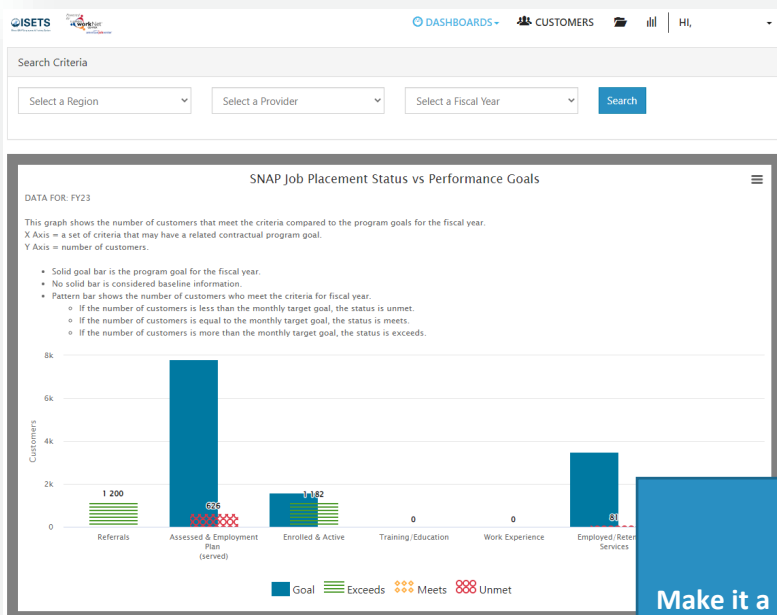 ISETS
Powered By
workNet
DASHBOARDS
CUSTOMERS
HI,
Search Criteria
Select a Region
Select a Provider
Select a Fiscal Year
Search
SNAP Job Placement Status vs Performance Goals
DATA FOR: FY23
This graph shows the number of customers that meet the criteria compared to the program goals for the fiscal year.
X Axis = a set of criteria that may have a related contractual program goal.
Y Axis = number of customers.
• Solid goal bar is the program goal for the fiscal year.
• No solid bar is considered baseline information.
• Pattern bar shows the number of customers who meet the criteria for fiscal year.
○ If the number of customers is less than the monthly target goal, the status is unmet.
○ If the number of customers is equal to the monthly target goal, the status is meets.
○ If the number of customers is more than the monthly target goal, the status is exceeds.
8k
6k
4k
2k
0
Customers
1 200
626
1 182
0
0
81
Referrals
Assessed & Employment
Plan
(served)
Enrolled & Active
Training/Education
Work Experience
Employed/Reten
Services
Goal
Exceeds
Meets
Unmet
Make it a